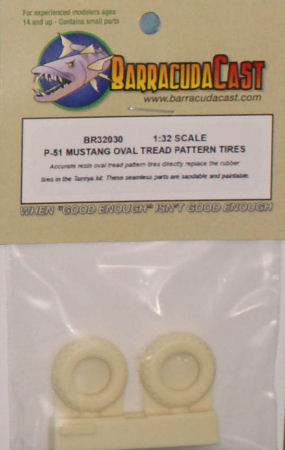 For experienced modelers ages
14 and up - Contains small parts
BARRACUDACAST
www.barracudacast.com
BR32030 1:32 SCALE
P-51 MUSTANG OVAL TREAD PATTERN TIRES
Accurate resin oval tread pattern tires directly replace the rubber
tires in the Tamiya kit. These seamless parts are sandable and paintable.
WHEN "GOOD ENOUGH" ISN'T GOOD ENOUGH